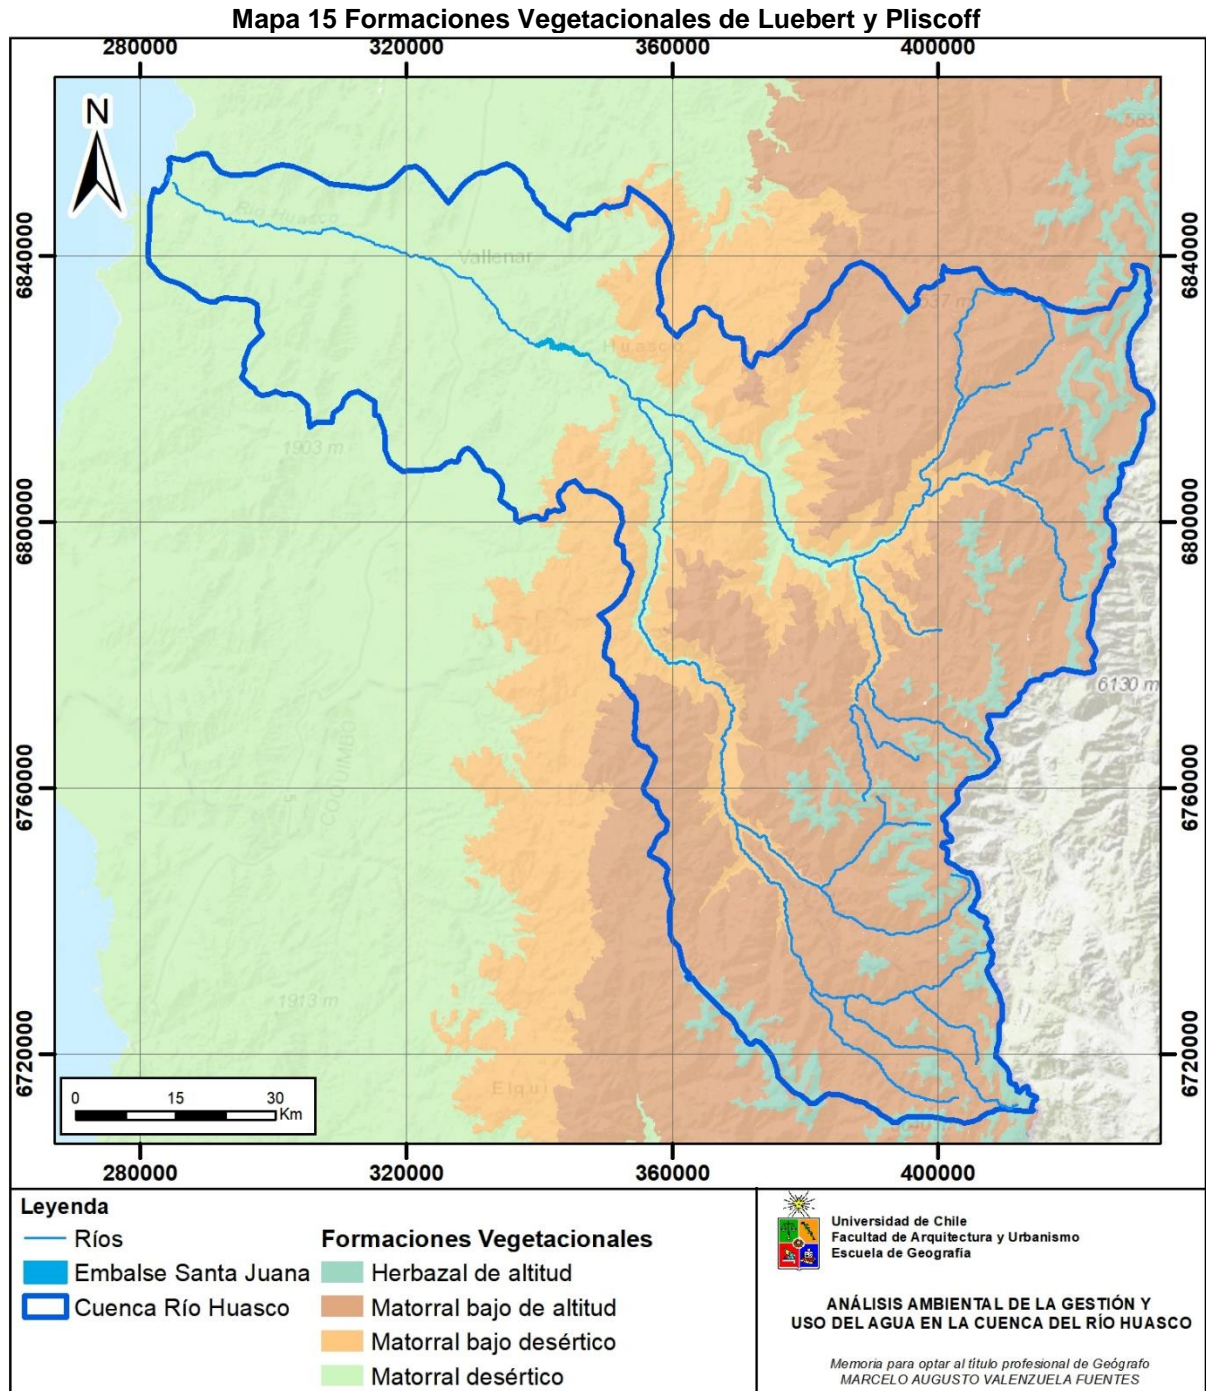 Mapa 15 Formaciones Vegetacionales de Luebert y Pliscoff
280000 320000 360000 400000
N
583
Río Huasco
Vallenar
6840000 6840000
537 m
Huasco
1903 m
6800000 6800000
6130 m
COQUIMBO
6760000 6760000
1913 m
6720000 6720000
Elqui
0 15 30
Km
280000 320000 360000 400000
Leyenda
Ríos
Embalse Santa Juana
Cuenca Río Huasco
Formaciones Vegetacionales
Herbazal de altitud
Matorral bajo de altitud
Matorral bajo desértico
Matorral desértico
Universidad de Chile
Facultad de Arquitectura y Urbanismo
Escuela de Geografía
ANÁLISIS AMBIENTAL DE LA GESTIÓN Y
USO DEL AGUA EN LA CUENCA DEL RÍO HUASCO
Memoria para optar al título profesional de Geógrafo
MARCELO AUGUSTO VALENZUELA FUENTES